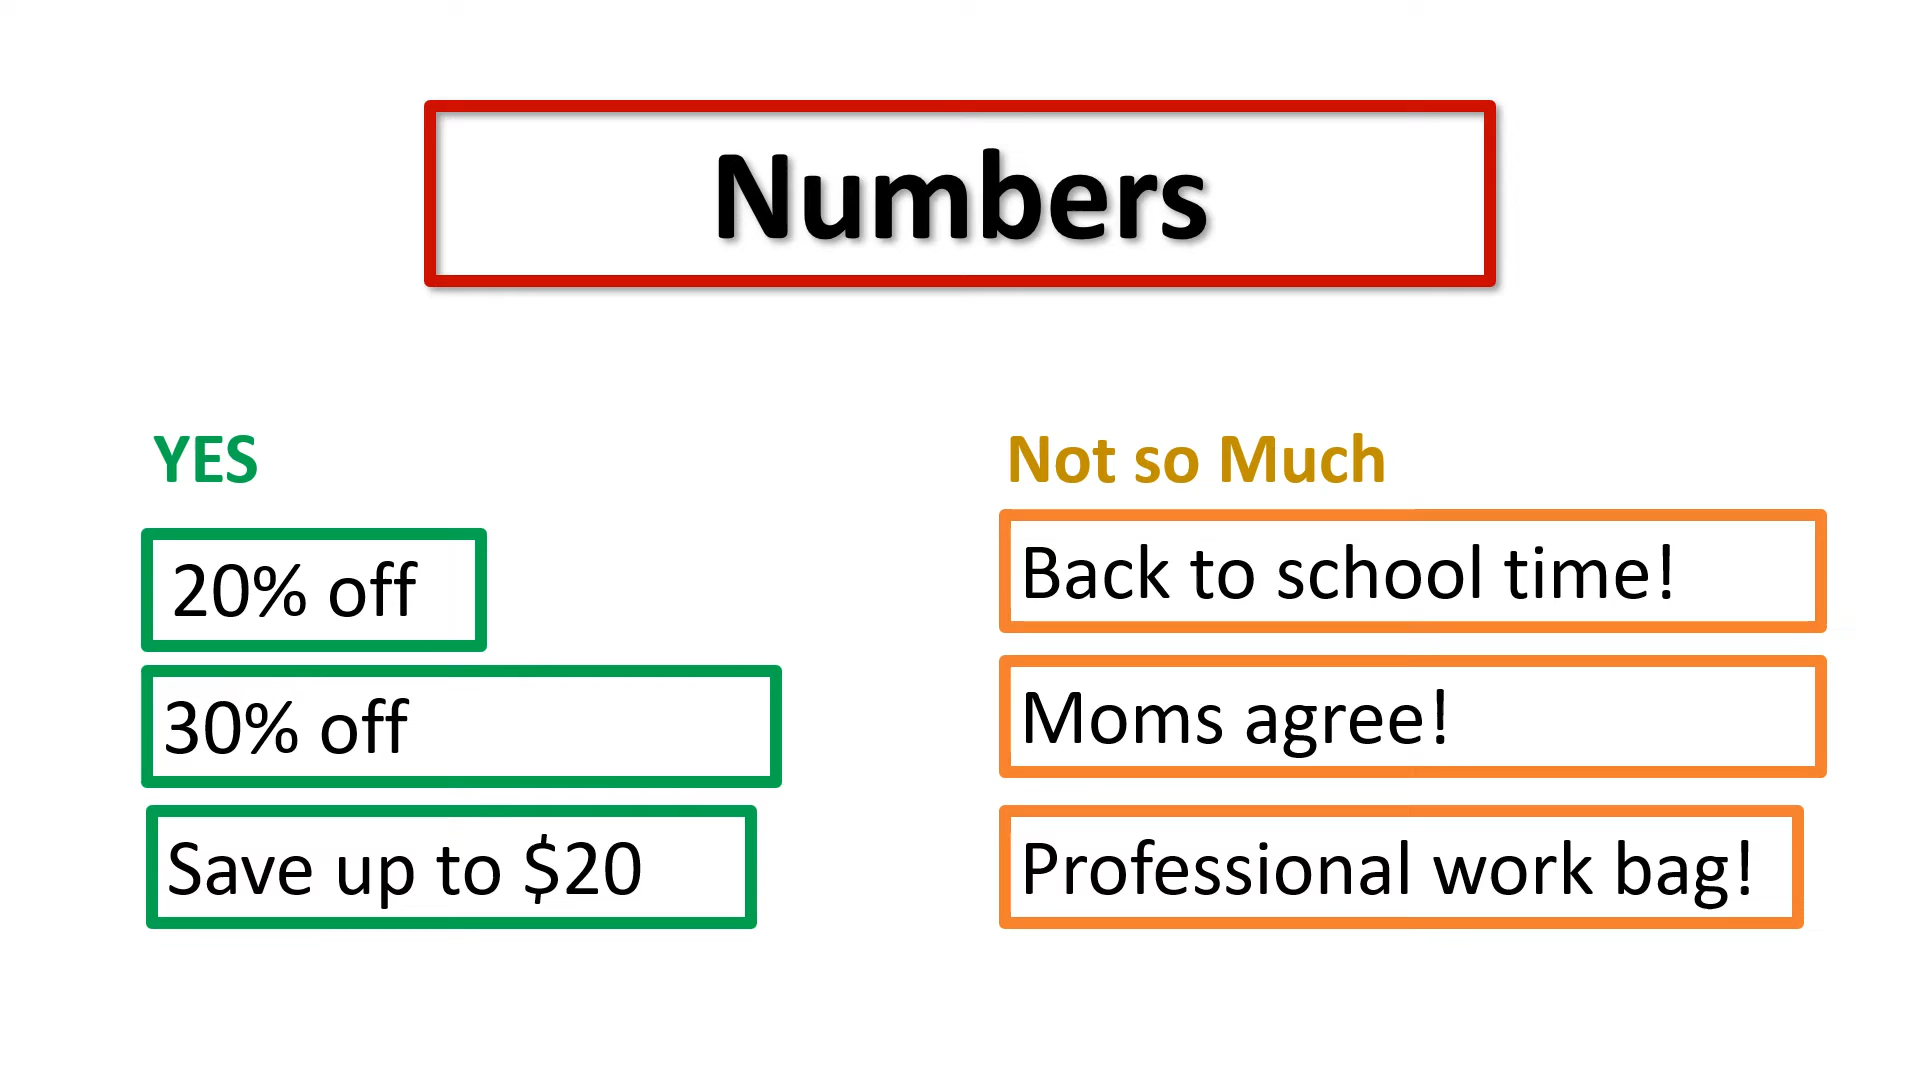 Numbers
YES
20% off
30% off
Save up to $20
Not so Much
Back to school time!
Moms agree!
Professional work bag!